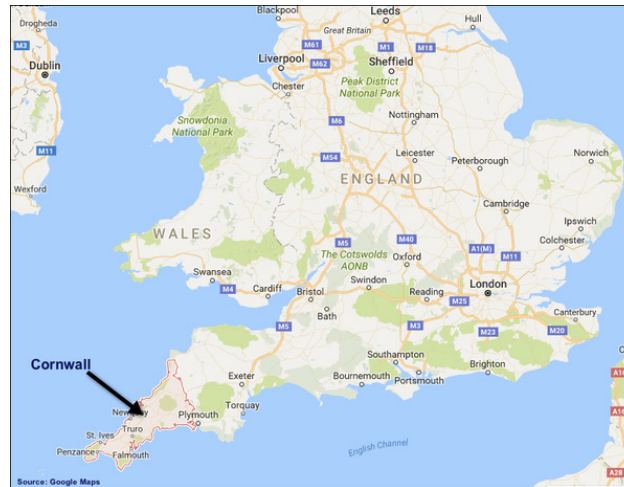 Drogheda
Blackpool
Leeds
Hull
Great Britain
M3
M61
M1
M18
Dublin
Liverpool
M62
Sheffield
Chester
Peak District
National Park
Snowdonia
National Park
M6
Nottingham
M11
M54
Leicester
Peterborough
Norwich
Wexford
ENGLAND
Cambridge
WALES
Ipswich
M5
M40
A1(M)
M11
Colchester
The Cotswolds
AONB
Oxford
Swansea
M4
Cardiff
Bristol
Swindon
Reading
London
M25
Bath
Canterbury
M5
M3
M23
M20
Southampton
Cornwall
Exeter
Bournemouth
Portsmouth
Brighton
Torquay
Plymouth
Truro
St. Ives
Penzance
Falmouth
English Channel
A28
Source: Google Maps